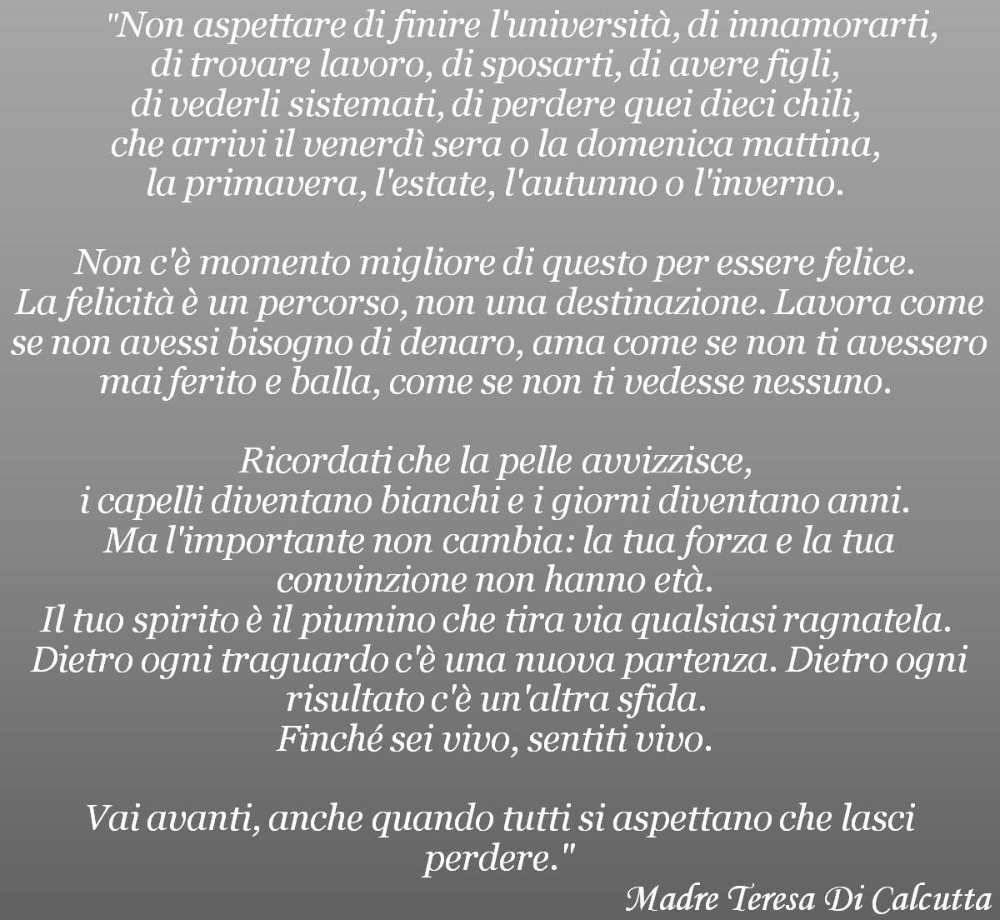 "Non aspettare di finire l'università, di innamorarti,
di trovare lavoro, di sposarti, di avere figli,
di vederli sistemati, di perdere quei dieci chili,
che arrivi il venerdì sera o la domenica mattina,
la primavera, l'estate, l'autunno o l'inverno.
Non c'è momento migliore di questo per essere felice.
La felicità è un percorso, non una destinazione. Lavora come
se non avessi bisogno di denaro, ama come se non ti avessero
mai ferito e balla, come se non ti vedesse nessuno.
Ricordati che la pelle avvizzisce,
i capelli diventano bianchi e i giorni diventano anni.
Ma l'importante non cambia: la tua forza e la tua
convinzione non hanno età.
Il tuo spirito è il piumino che tira via qualsiasi ragnatela.
Dietro ogni traguardo c'è una nuova partenza. Dietro ogni
risultato c'è un'altra sfida.
Finché sei vivo, sentiti vivo.
Vai avanti, anche quando tutti si aspettano che lasci
perdere."
Madre Teresa Di Calcutta